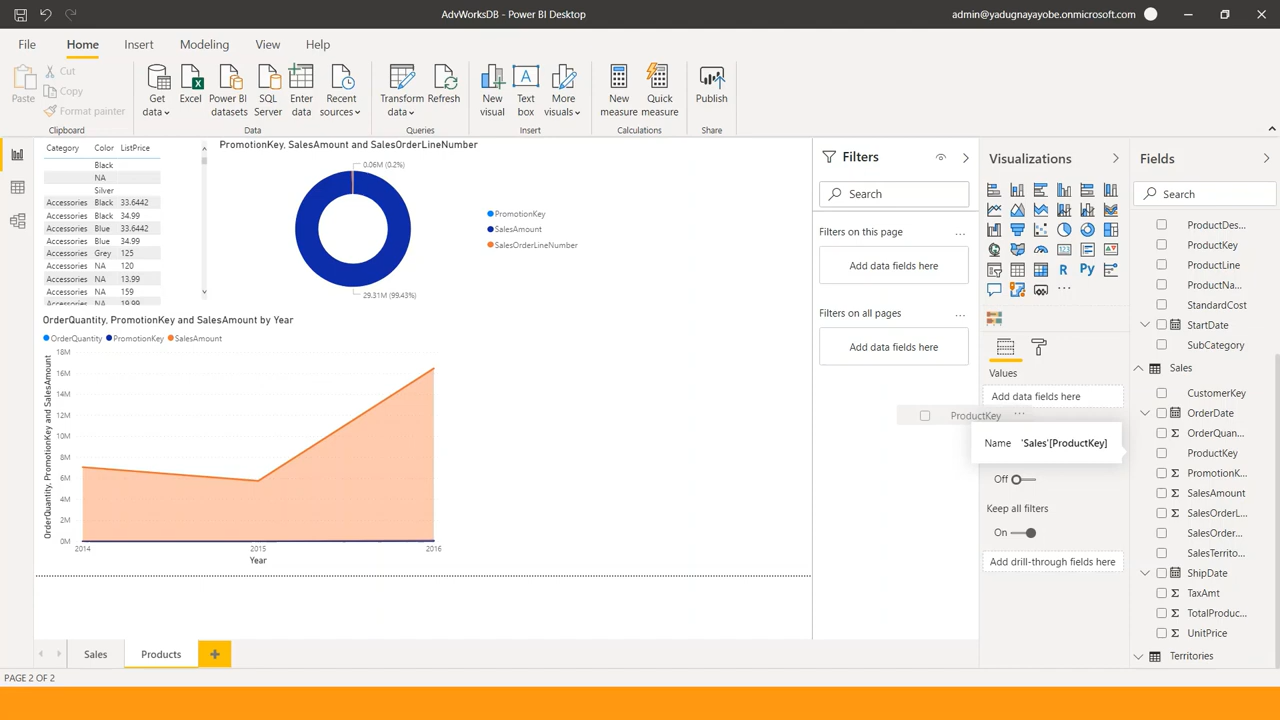 AdvWorksDB - Power BI Desktop
admin@yadugnayayobe.onmicrosoft.com
File Home Insert Modeling View Help
Paste
Cut
Copy
Format painter
Clipboard
Get data
Excel
Power BI datasets
SQL Server
Enter data
Recent sources
Data
Transform data
Refresh
Queries
New visual
Text box
More visuals
Insert
New measure
Quick measure
Calculations
Publish
Share
Category Color ListPrice
Black
NA
Silver
Accessories Black 33.6442
Accessories Black 34.99
Accessories Blue 33.6442
Accessories Blue 34.99
Accessories Grey 125
Accessories NA 120
Accessories NA 13.99
Accessories NA 159
Accessories NA 19.99
PromotionKey, SalesAmount and SalesOrderLineNumber
0.06M (0.2%)
29.31M (99.43%)
PromotionKey
SalesAmount
SalesOrderLineNumber
OrderQuantity, PromotionKey and SalesAmount by Year
OrderQuantity PromotionKey SalesAmount
OrderQuantity, PromotionKey and SalesAmount
18M
16M
14M
12M
10M
8M
6M
4M
2M
0M
2014 2015 2016
Year
Filters
Search
Filters on this page ...
Add data fields here
Filters on all pages ...
Add data fields here
Visualizations
R Py
...
Values
Add data fields here
ProductKey ...
Name 'Sales'[ProductKey]
Off
Keep all filters
On
Add drill-through fields here
Fields
Search
ProductDes...
ProductKey
ProductLine
ProductNa...
StandardCost
StartDate
SubCategory
Sales
CustomerKey
OrderDate
OrderQuan...
ProductKey
PromotionK...
SalesAmount
SalesOrderL...
SalesOrder...
SalesTerrito...
ShipDate
TaxAmt
TotalProduc...
UnitPrice
Territories
Sales Products
PAGE 2 OF 2